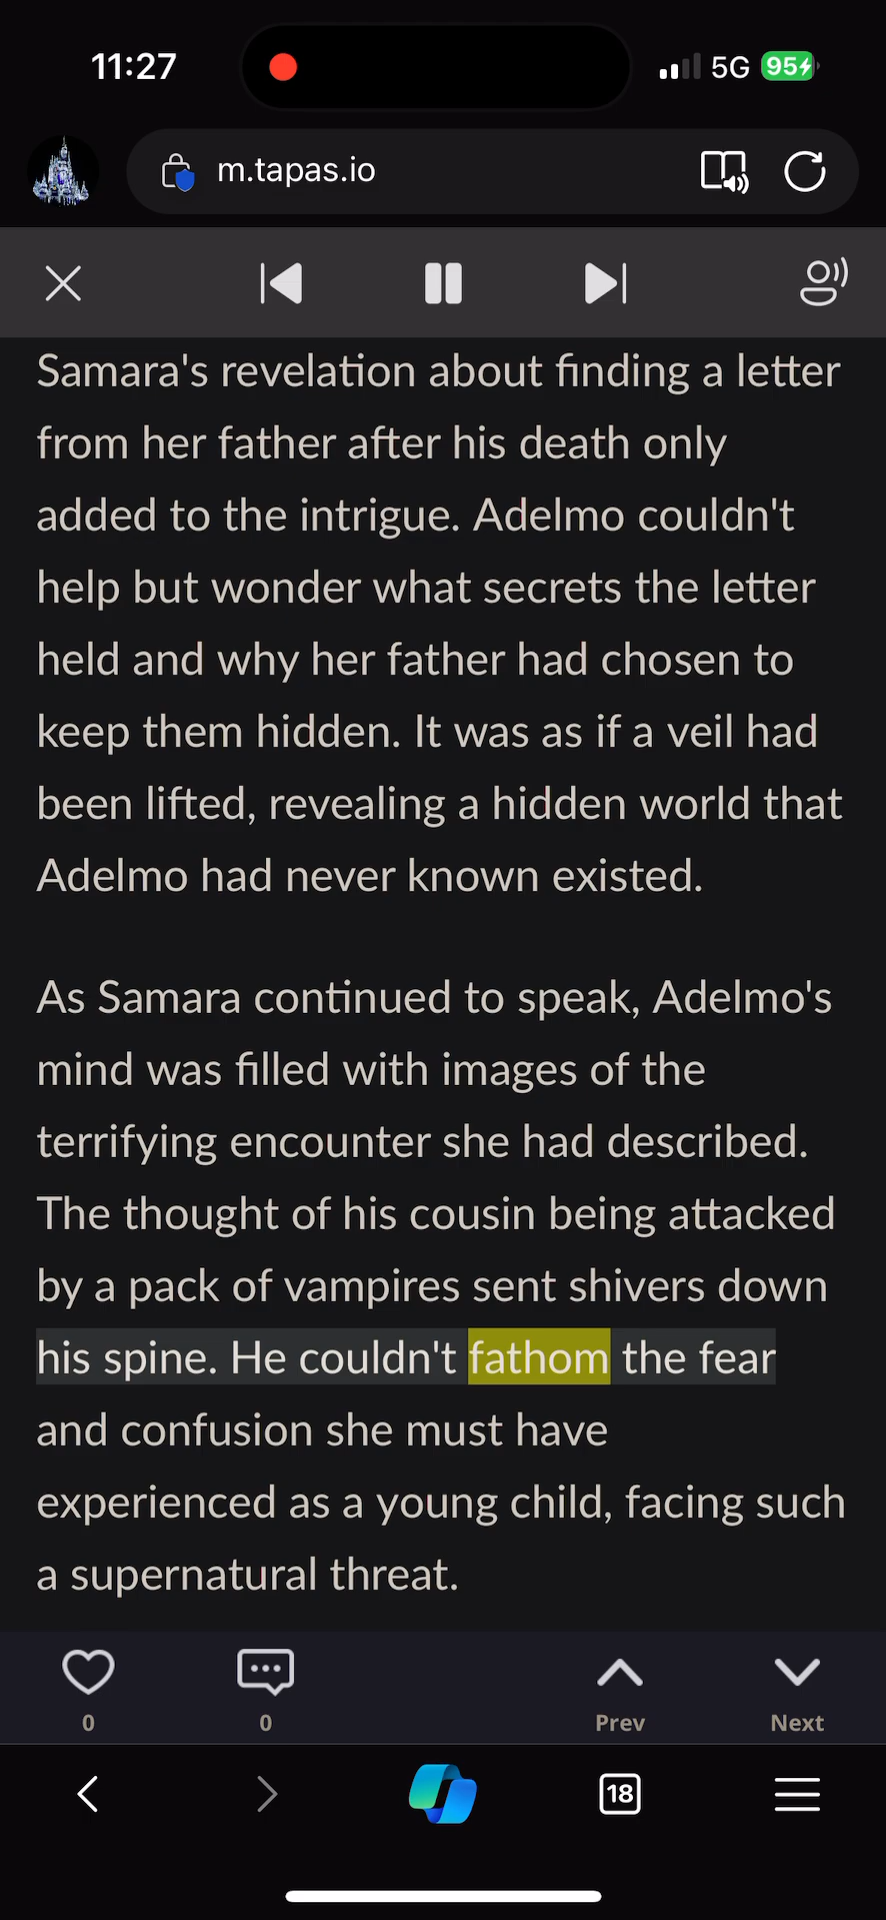 11:27
5G
95
m.tapas.io
Samara's revelation about finding a letter
from her father after his death only
added to the intrigue. Adelmo couldn't
help but wonder what secrets the letter
held and why her father had chosen to
keep them hidden. It was as if a veil had
been lifted, revealing a hidden world that
Adelmo had never known existed.
As Samara continued to speak, Adelmo's
mind was filled with images of the
terrifying encounter she had described.
The thought of his cousin being attacked
by a pack of vampires sent shivers down
his spine. He couldn't fathom the fear
and confusion she must have
experienced as a young child, facing such
a supernatural threat.
0
0
Prev
Next
18